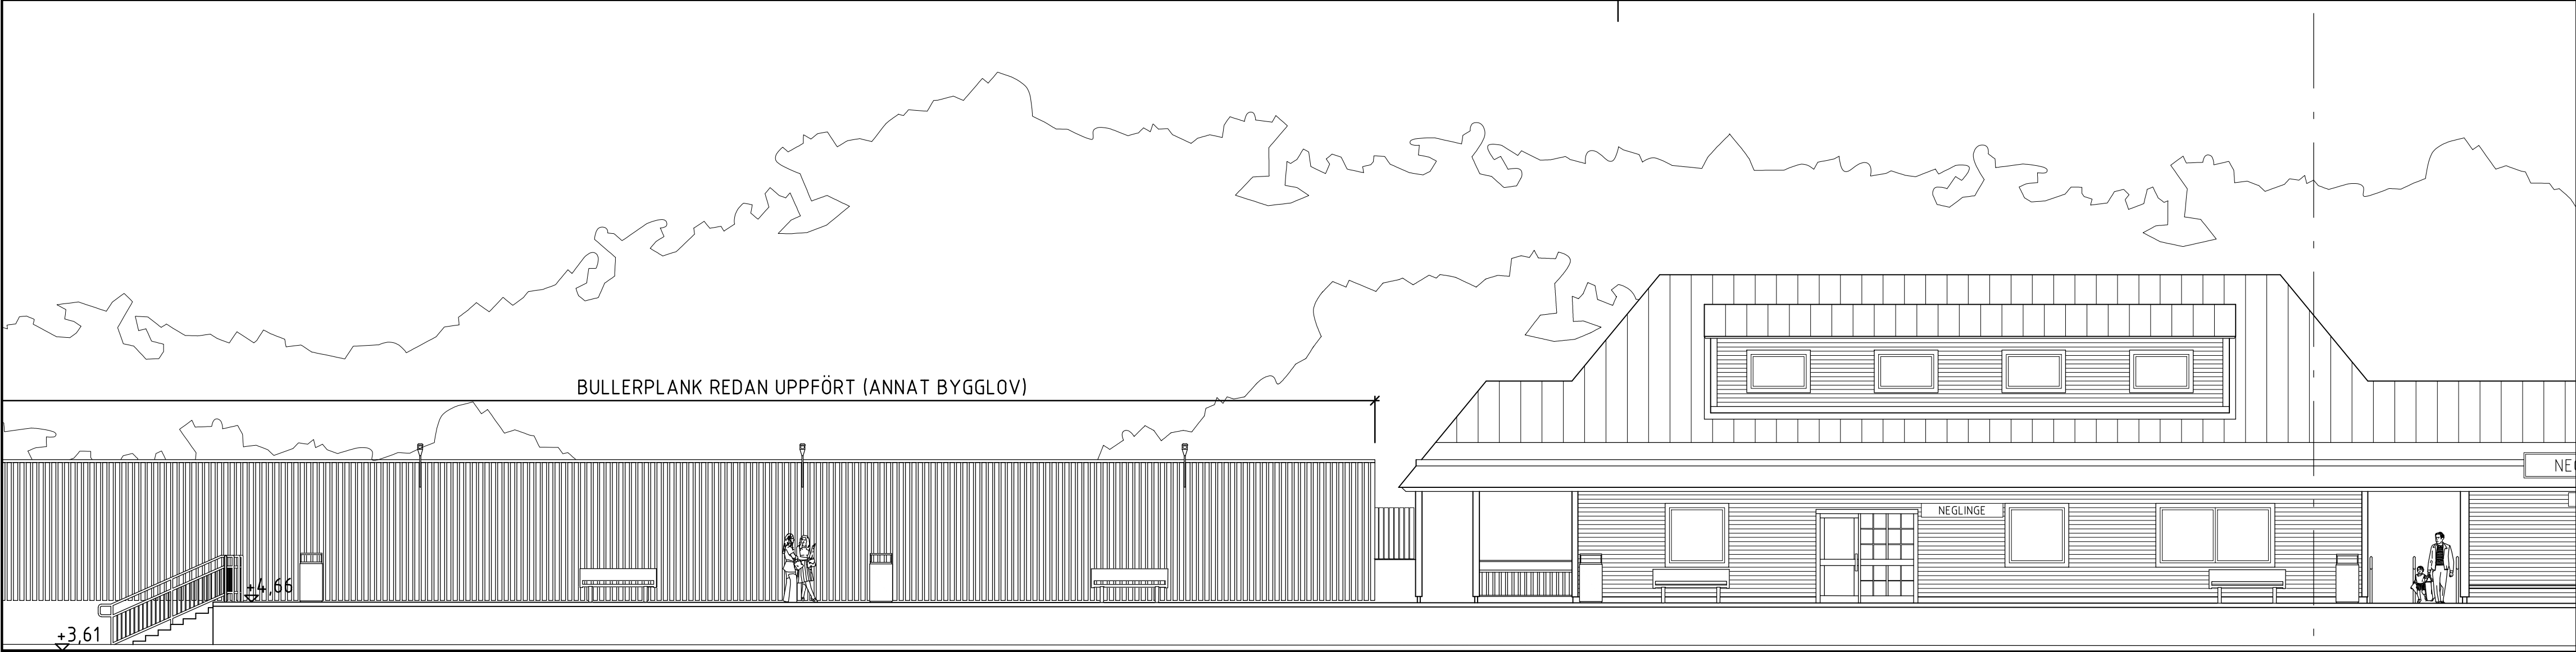 BULLERPLANK REDAN UPPFÖRT (ANNAT BYGGLOV)
NE
NEGLINGE
+4,66
+3,61